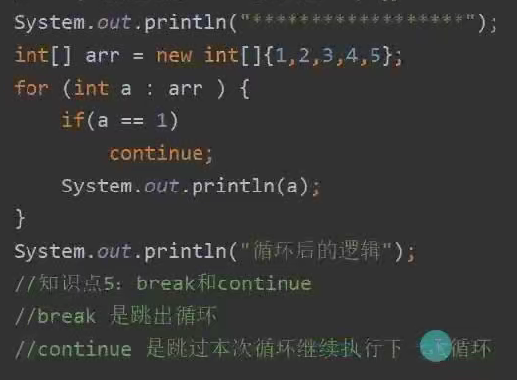 System.out.println("******************");
int[] arr = new int[]{1,2,3,4,5};
for (int a : arr ) {
if(a == 1)
continue;
System.out.println(a);
}
System.out.println("循环后的逻辑");
//知识点5：break和continue
//break 是跳出循环
//continue 是跳过本次循环继续执行下 循环